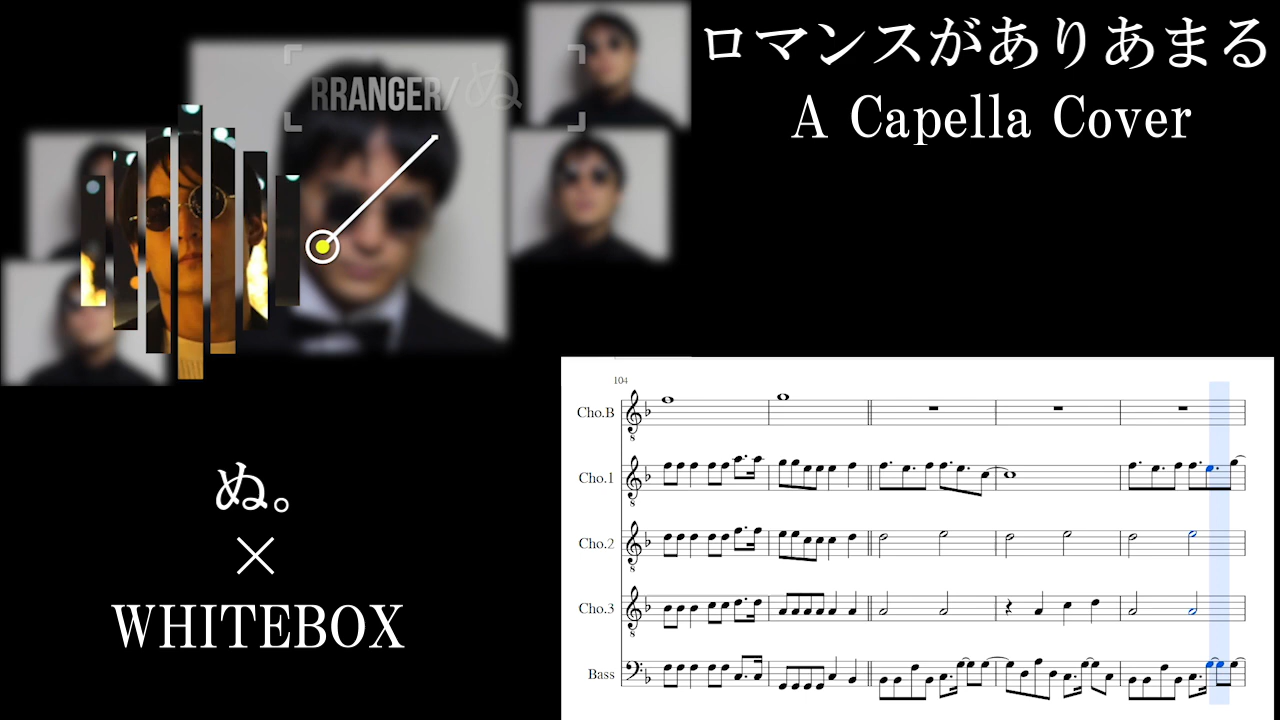 ロマンスがありあまる
A Capella Cover
RRANGER/ぬ
ぬ。
×
WHITEBOX
104
Cho.B
Cho.1
Cho.2
Cho.3
Bass